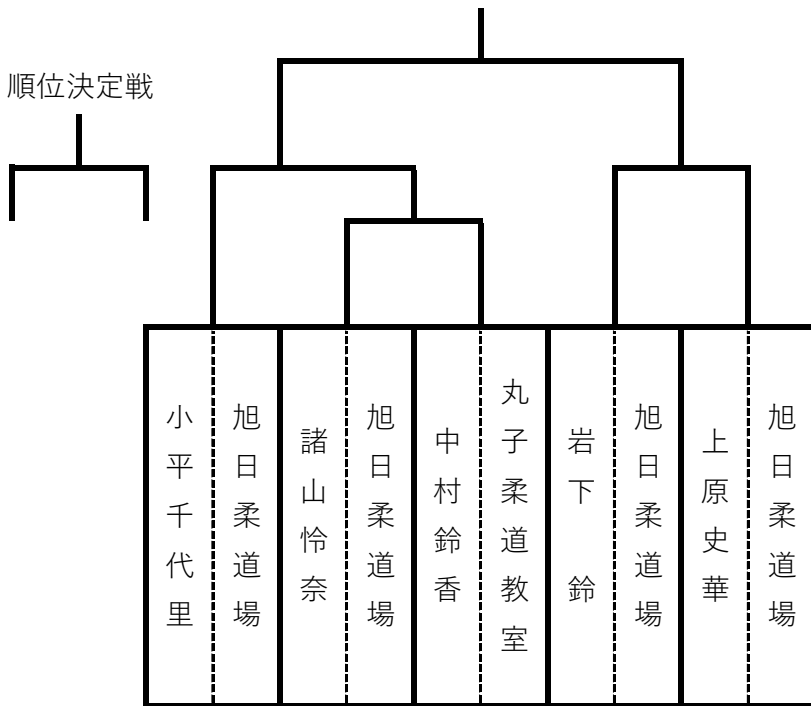 順位決定戦
小平千代里
旭日柔道場
諸山怜奈
旭日柔道場
中村鈴香
丸子柔道教室
岩下　鈴
旭日柔道場
上原史華
旭日柔道場